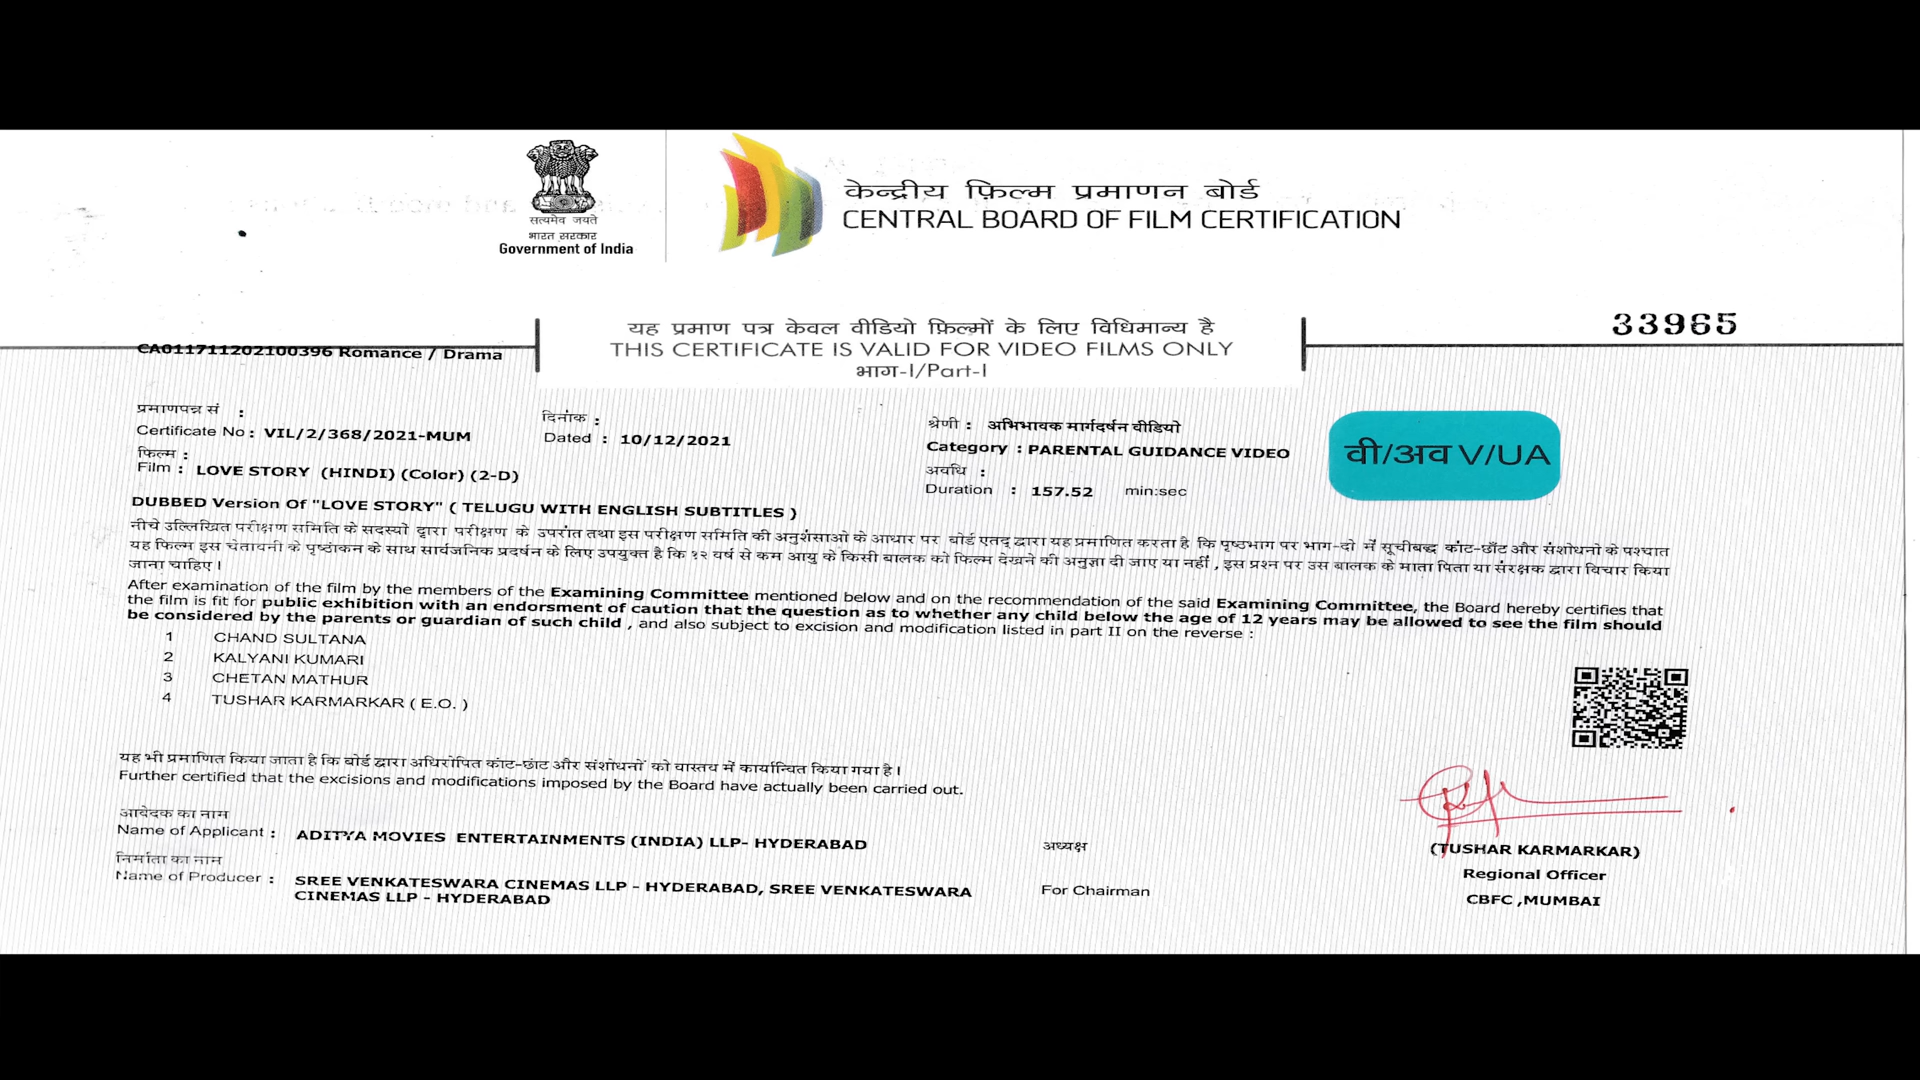 सत्यमेव जयते
भारत सरकार
Government of India
केन्द्रीय फ़िल्म प्रमाणन बोर्ड
CENTRAL BOARD OF FILM CERTIFICATION
33965
यह प्रमाण पत्र केवल वीडियो फ़िल्मों के लिए विधिमान्य है
THIS CERTIFICATE IS VALID FOR VIDEO FILMS ONLY
भाग-I/Part-I
CA011711202100396 Romance / Drama
प्रमाणपत्र सं :
Certificate No : VIL/2/368/2021-MUM
दिनांक :
Dated : 10/12/2021
श्रेणी : अभिभावक मार्गदर्षन वीडियो
Category : PARENTAL GUIDANCE VIDEO
वी/अव V/UA
फिल्म :
Film : LOVE STORY (HINDI) (Color) (2-D)
अवधि :
Duration : 157.52 min:sec
DUBBED Version Of "LOVE STORY" ( TELUGU WITH ENGLISH SUBTITLES )
नीचे उल्लिखित परीक्षण समिति के सदस्यों द्वारा परीक्षण के उपरांत तथा इस परीक्षण समिति की अनुशंसाओ के आधार पर बोर्ड एतद् द्वारा यह प्रमाणित करता है कि पृष्ठभाग पर भाग-दो में सूचीबद्ध कांट-छाँट और संशोधनो के पश्चात
यह फिल्म इस चेतावनी के पृष्ठांकन के साथ सार्वजनिक प्रदर्षन के लिए उपयुक्त है कि १२ वर्ष से कम आयु के किसी बालक को फिल्म देखने की अनुज्ञा दी जाए या नहीं , इस प्रश्न पर उस बालक के माता पिता या संरक्षक द्वारा विचार किया
जाना चाहिए ।
After examination of the film by the members of the Examining Committee mentioned below and on the recommendation of the said Examining Committee, the Board hereby certifies that
the film is fit for public exhibition with an endorsment of caution that the question as to whether any child below the age of 12 years may be allowed to see the film should
be considered by the parents or guardian of such child , and also subject to excision and modification listed in part II on the reverse :
1 CHAND SULTANA
2 KALYANI KUMARI
3 CHETAN MATHUR
4 TUSHAR KARMARKAR ( E.O. )
यह भी प्रमाणित किया जाता है कि बोर्ड द्वारा अधिरोपित कांट-छांट और संशोधनों को वास्तव में कार्यान्वित किया गया है ।
Further certified that the excisions and modifications imposed by the Board have actually been carried out.
आवेदक का नाम
Name of Applicant : ADITYA MOVIES ENTERTAINMENTS (INDIA) LLP- HYDERABAD
निर्माता का नाम
Name of Producer : SREE VENKATESWARA CINEMAS LLP - HYDERABAD, SREE VENKATESWARA
CINEMAS LLP - HYDERABAD
अध्यक्ष
For Chairman
(TUSHAR KARMARKAR)
Regional Officer
CBFC ,MUMBAI